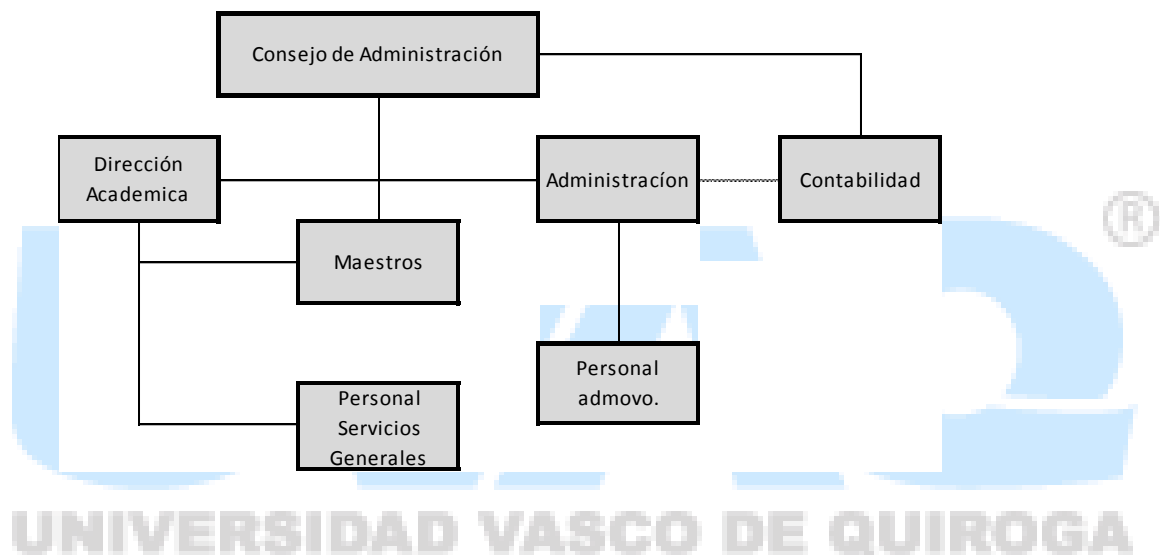 Consejo de Administración
Dirección
Academica
Administracíon
Contabilidad
Maestros
Personal
admovo.
Personal
Servicios
Generales
®
UNIVERSIDAD VASCO DE QUIROGA